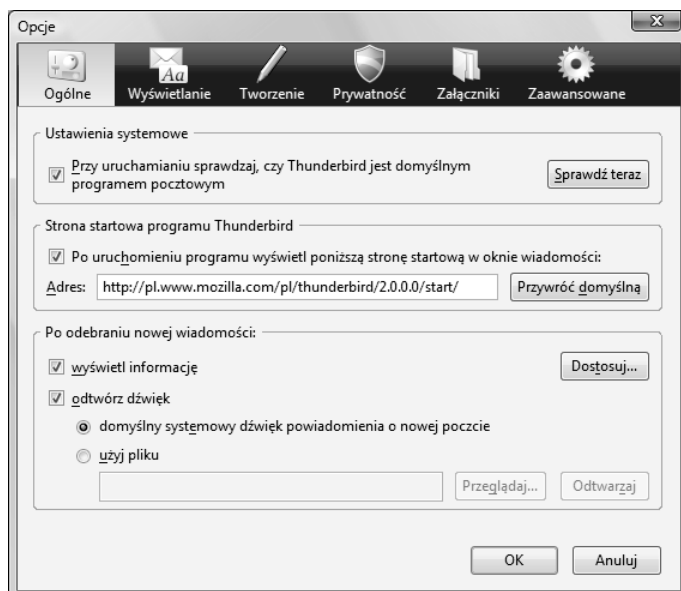 Opcje
Ogólne Wyświetlanie Tworzenie Prywatność Załączniki Zaawansowane
Ustawienia systemowe
Przy uruchamianiu sprawdzaj, czy Thunderbird jest domyślnym
programem pocztowym
Sprawdź teraz
Strona startowa programu Thunderbird
Po uruchomieniu programu wyświetl poniższą stronę startową w oknie wiadomości:
Adres: http://pl.www.mozilla.com/pl/thunderbird/2.0.0.0/start/ Przywróć domyślną
Po odebraniu nowej wiadomości:
wyświetl informację Dostosuj...
odtwórz dźwięk
domyślny systemowy dźwięk powiadomienia o nowej poczcie
użyj pliku
Przeglądaj... Odtwarzaj
OK Anuluj